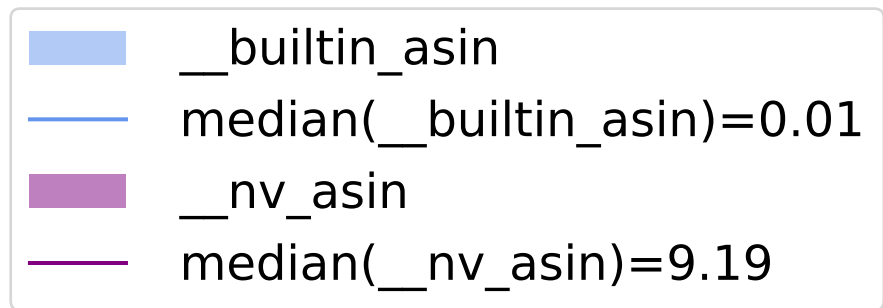 __builtin_asin
median(__builtin_asin)=0.01
__nv_asin
median(__nv_asin)=9.19